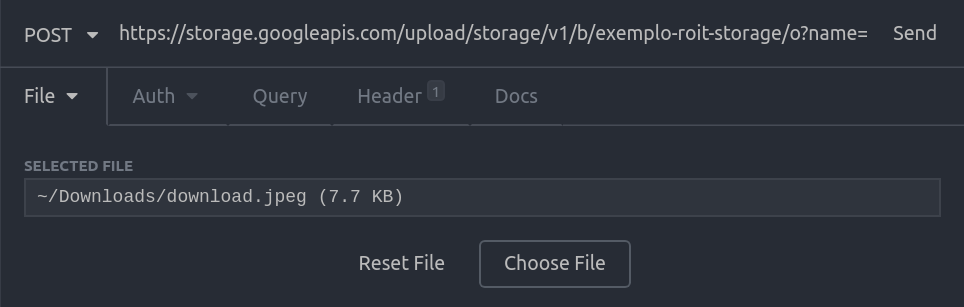 POST https://storage.googleapis.com/upload/storage/v1/b/exemplo-roit-storage/o?name= Send
File Auth Query Header 1 Docs
SELECTED FILE
~/Downloads/download.jpeg (7.7 KB)
Reset File Choose File